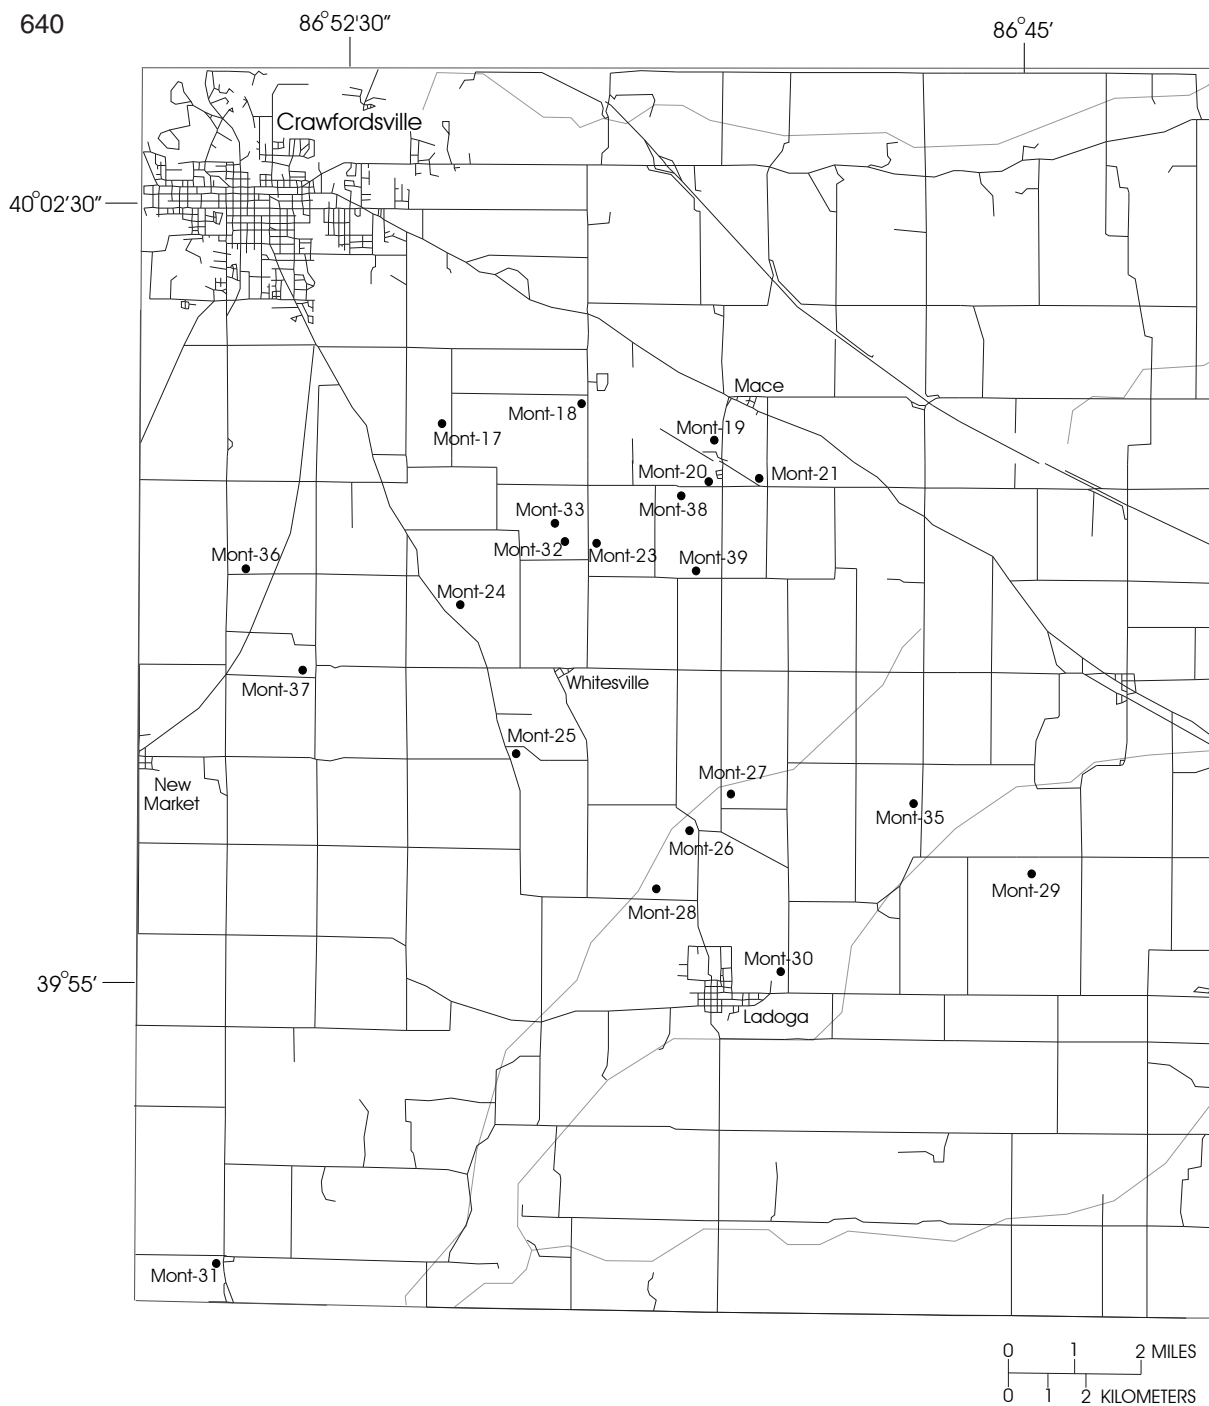 640
86°52'30"
86°45'
Crawfordsville
40°02'30"
Mace
Mont-18
Mont-19
Mont-17
Mont-20
Mont-21
Mont-38
Mont-33
Mont-32
Mont-23
Mont-39
Mont-36
Mont-24
Mont-37
Whitesville
Mont-25
New
Market
Mont-27
Mont-35
Mont-26
Mont-29
Mont-28
Mont-30
39°55'
Ladoga
Mont-31
0 1 2 MILES
0 1 2 KILOMETERS